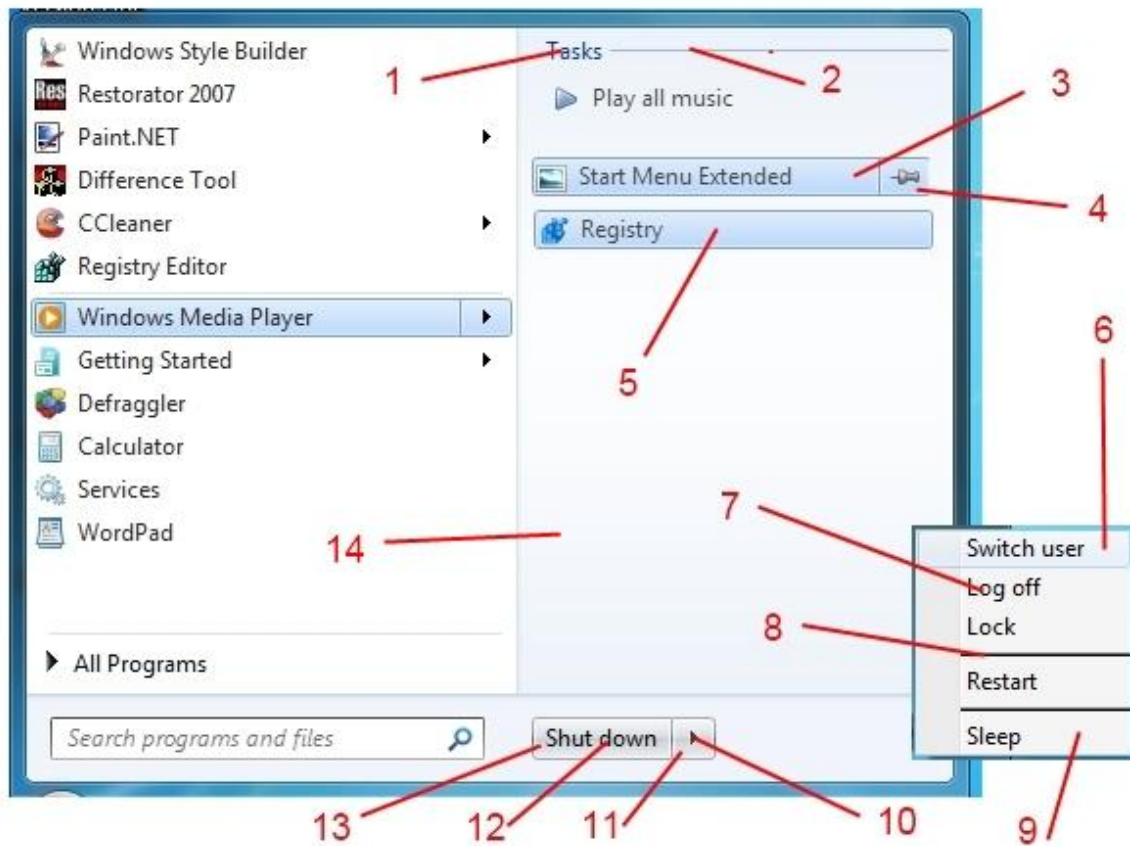 Windows Style Builder
Restorator 2007
Paint.NET
Difference Tool
CCleaner
Registry Editor
Windows Media Player
Getting Started
Defraggler
Calculator
Services
WordPad
All Programs
Search programs and files
Res
Tasks
Play all music
Start Menu Extended
Registry
Shut down
Switch user
Log off
Lock
Restart
Sleep
1
2
3
4
5
6
7
8
9
10
11
12
13
14